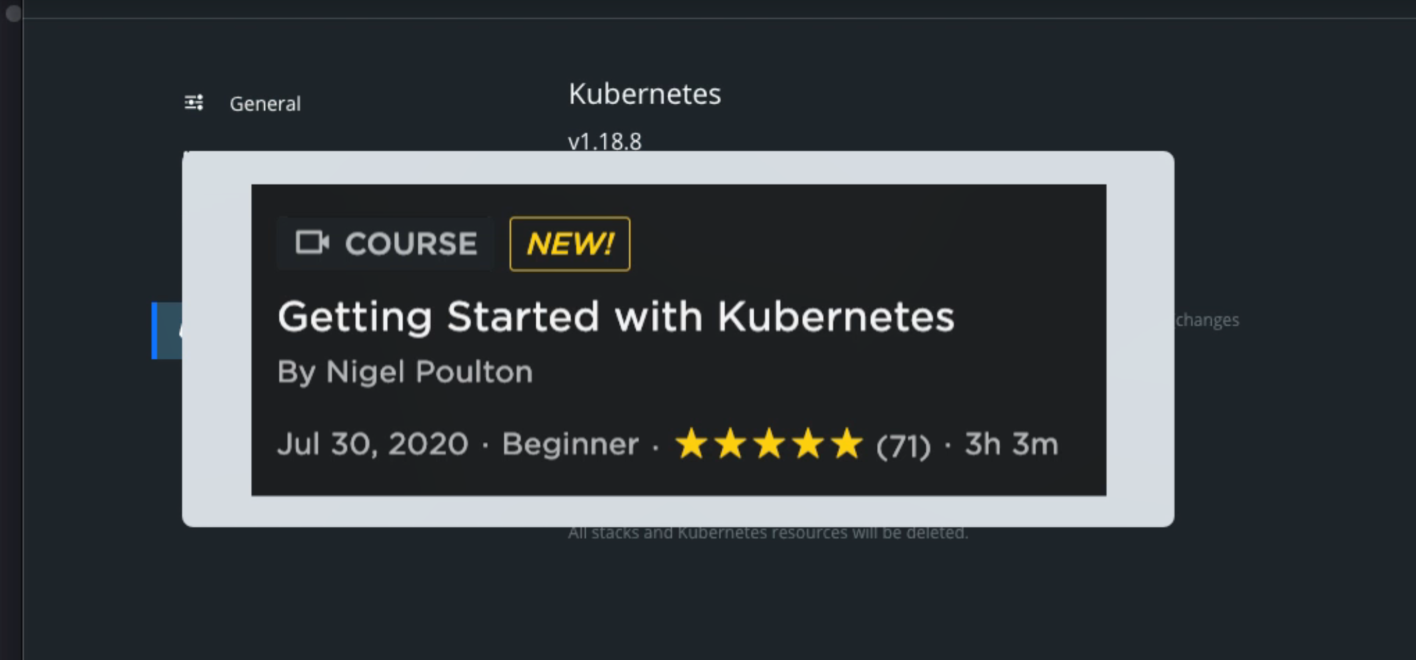 General
Kubernetes
v1.18.8
COURSE NEW!
Getting Started with Kubernetes
By Nigel Poulton
Jul 30, 2020 · Beginner · ★★★★★ (71) · 3h 3m
changes
All stacks and Kubernetes resources will be deleted.